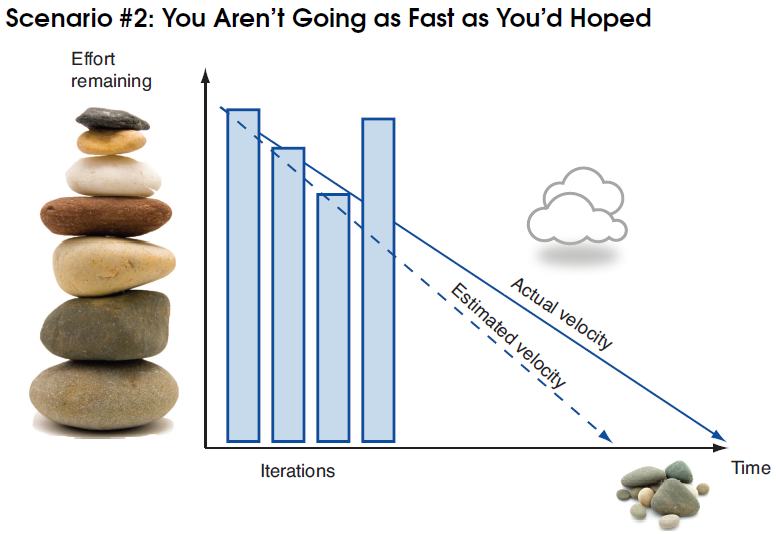 Scenario #2: You Aren’t Going as Fast as You’d Hoped
Effort
remaining
Actual velocity
Estimated velocity
Iterations
Time